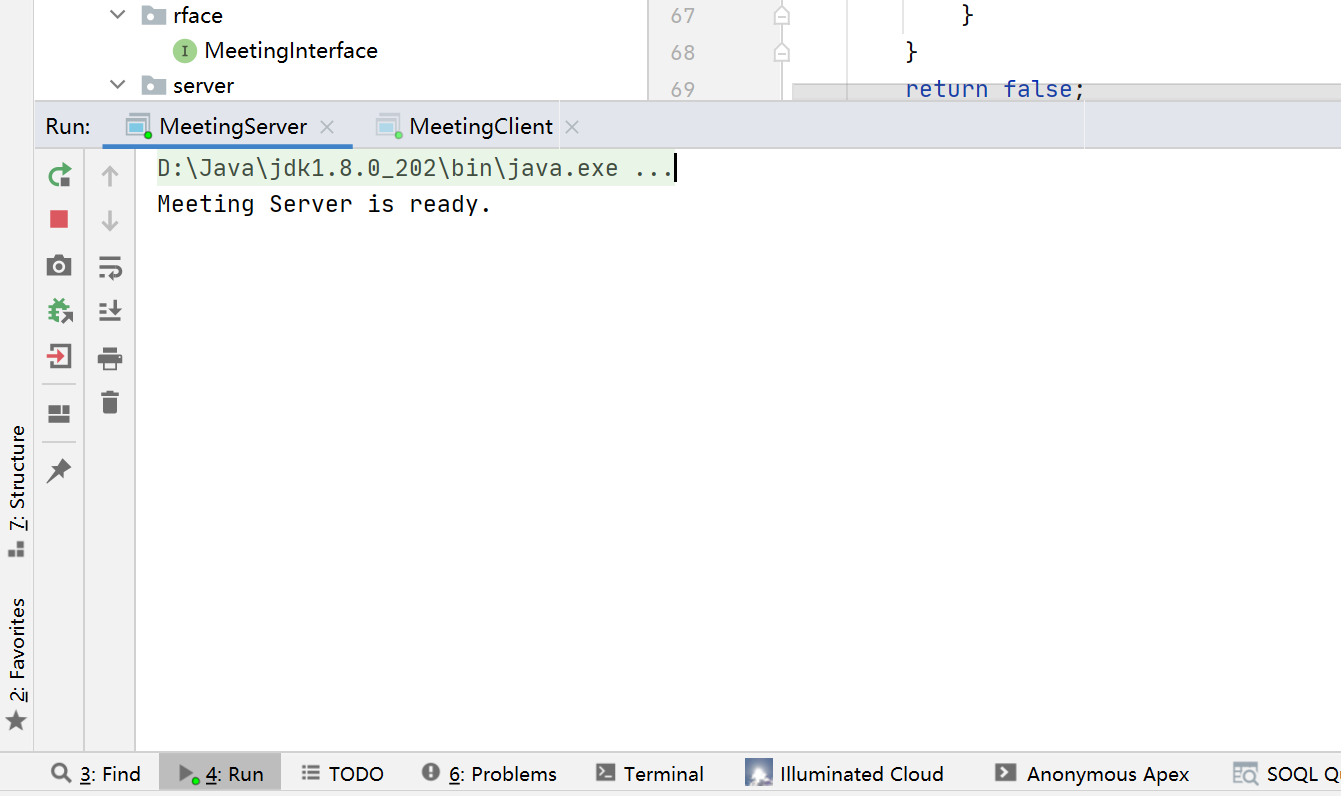 rface
MeetingInterface
server
67 }
68 }
69 return false;
Run: MeetingServer MeetingClient
D:\Java\jdk1.8.0_202\bin\java.exe ...
Meeting Server is ready.
7: Structure
2: Favorites
3: Find 4: Run TODO 6: Problems Terminal Illuminated Cloud Anonymous Apex SOQL